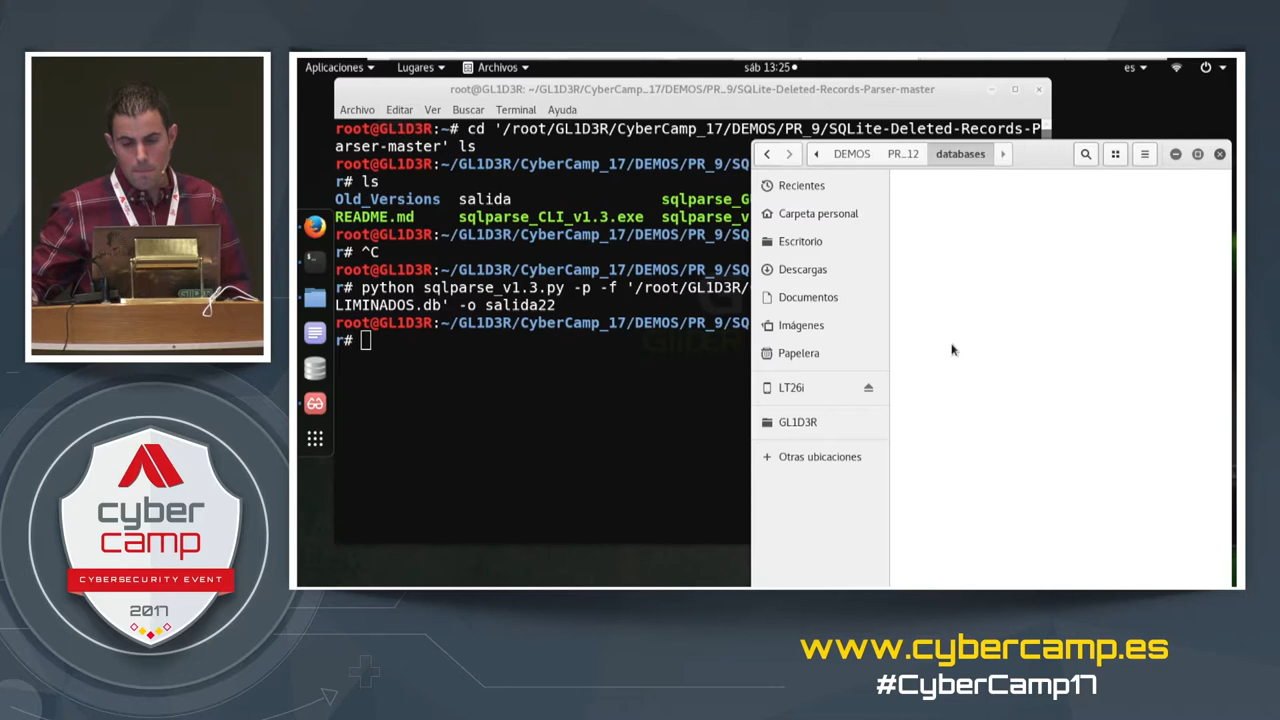 Aplicaciones Lugares Archivos sáb 13:25 es
root@GL1D3R: ~/GL1D3R/CyberCamp_17/DEMOS/PR_9/SQLite-Deleted-Records-Parser-master
Archivo Editar Ver Buscar Terminal Ayuda
root@GL1D3R:~# cd '/root/GL1D3R/CyberCamp_17/DEMOS/PR_9/SQLite-Deleted-Records-P
arser-master' ls
root@GL1D3R:~/GL1D3R/CyberCamp_17/DEMOS/PR_9/SQ
r# ls
Old_Versions salida sqlparse_G
README.md sqlparse_CLI_v1.3.exe sqlparse_v
root@GL1D3R:~/GL1D3R/CyberCamp_17/DEMOS/PR_9/SQ
r# ^C
root@GL1D3R:~/GL1D3R/CyberCamp_17/DEMOS/PR_9/SQ
r# python sqlparse_v1.3.py -p -f '/root/GL1D3R/
LIMINADOS.db' -o salida22
root@GL1D3R:~/GL1D3R/CyberCamp_17/DEMOS/PR_9/SQ
r#
DEMOS PR_12 databases
Recientes
Carpeta personal
Escritorio
Descargas
Documentos
Imágenes
Papelera
LT26i
GL1D3R
+ Otras ubicaciones
cyber
camp
CYBERSECURITY EVENT
2017
www.cybercamp.es
#CyberCamp17